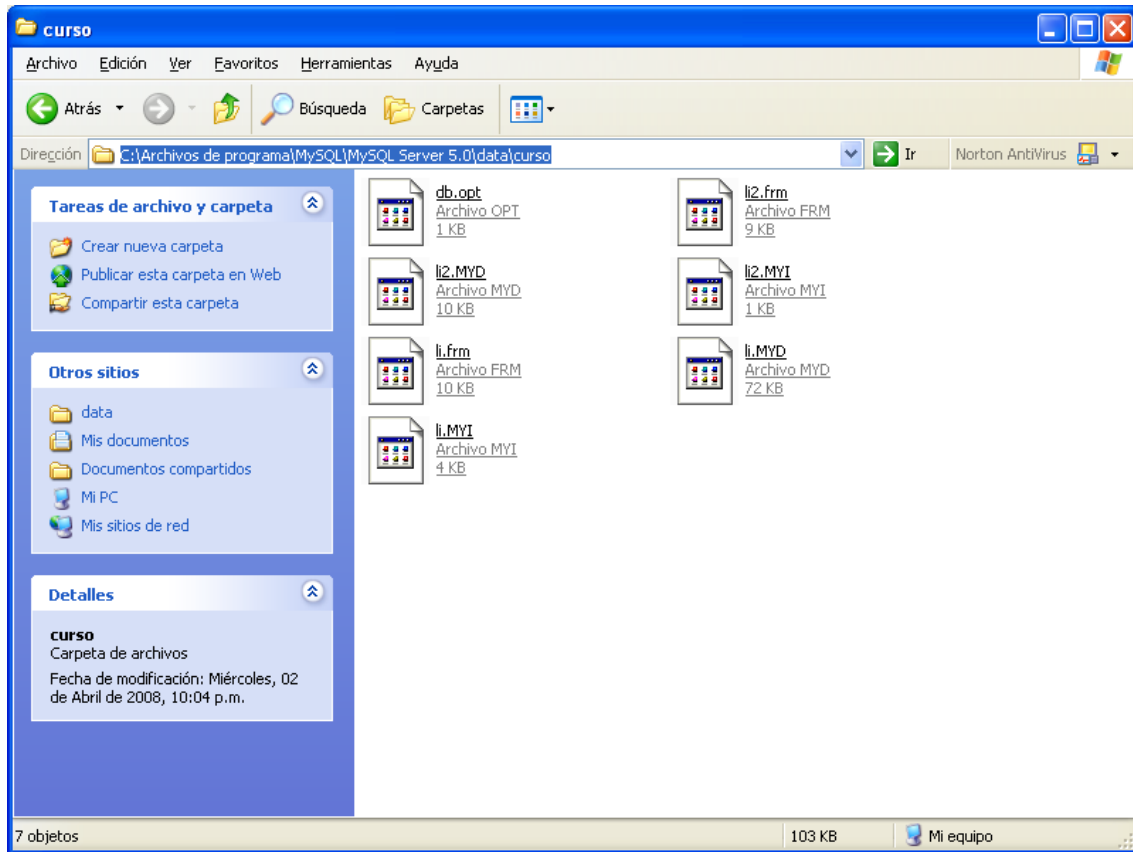 curso
Archivo Edición Ver Favoritos Herramientas Ayuda
Atrás Búsqueda Carpetas
Dirección C:\Archivos de programa\MySQL\MySQL Server 5.0\data\curso Ir Norton AntiVirus
Tareas de archivo y carpeta
Crear nueva carpeta
Publicar esta carpeta en Web
Compartir esta carpeta
Otros sitios
data
Mis documentos
Documentos compartidos
Mi PC
Mis sitios de red
Detalles
curso
Carpeta de archivos
Fecha de modificación: Miércoles, 02
de Abril de 2008, 10:04 p.m.
db.opt
Archivo OPT
1 KB
li2.frm
Archivo FRM
9 KB
li2.MYD
Archivo MYD
10 KB
li2.MYI
Archivo MYI
1 KB
li.frm
Archivo FRM
10 KB
li.MYD
Archivo MYD
72 KB
li.MYI
Archivo MYI
4 KB
7 objetos 103 KB Mi equipo